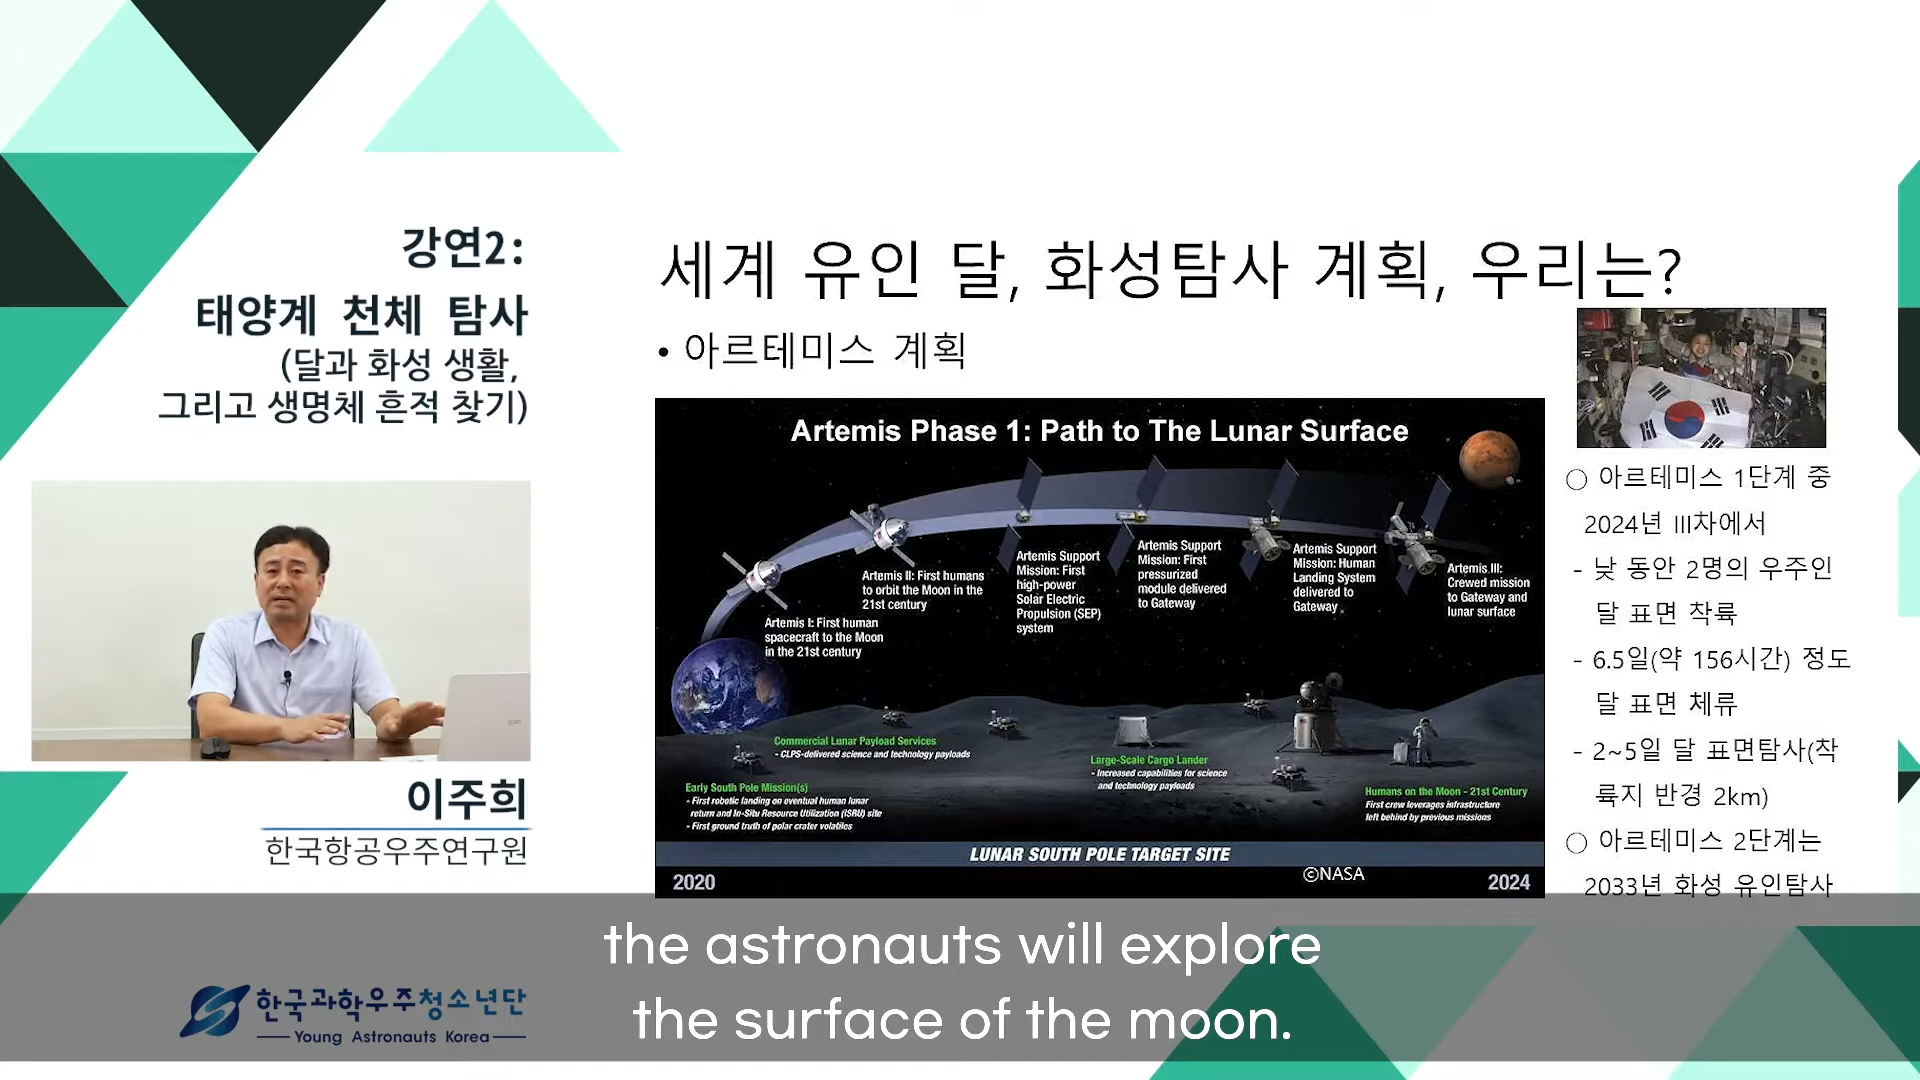 강연2:
태양계 천체 탐사
(달과 화성 생활,
그리고 생명체 흔적 찾기)
이주희
한국항공우주연구원
세계 유인 달, 화성탐사 계획, 우리는?
• 아르테미스 계획
Artemis Phase 1: Path to The Lunar Surface
Artemis I: First human
spacecraft to the Moon
in the 21st century
Artemis II: First humans
to orbit the Moon in the
21st century
Artemis Support
Mission: First
high-power
Solar Electric
Propulsion (SEP)
system
Artemis Support
Mission: First
pressurized
module delivered
to Gateway
Artemis Support
Mission: Human
Landing System
delivered to
Gateway
Artemis III:
Crewed mission
to Gateway and
lunar surface
Commercial Lunar Payload Services
- CLPS-delivered science and technology payloads
Early South Pole Mission(s)
- First robotic landing on eventual human lunar
return and In-Situ Resource Utilization (ISRU) site
- First ground truth of polar crater volatiles
Large-Scale Cargo Lander
- Increased capabilities for science
and technology payloads
Humans on the Moon - 21st Century
First crew leverages infrastructure
left behind by previous missions
LUNAR SOUTH POLE TARGET SITE
2020
©NASA
2024
○ 아르테미스 1단계 중
2024년 III차에서
- 낮 동안 2명의 우주인
달 표면 착륙
- 6.5일(약 156시간) 정도
달 표면 체류
- 2~5일 달 표면탐사(착
륙지 반경 2km)
○ 아르테미스 2단계는
2033년 화성 유인탐사
the astronauts will explore
the surface of the moon.
한국과학우주청소년단
Young Astronauts Korea